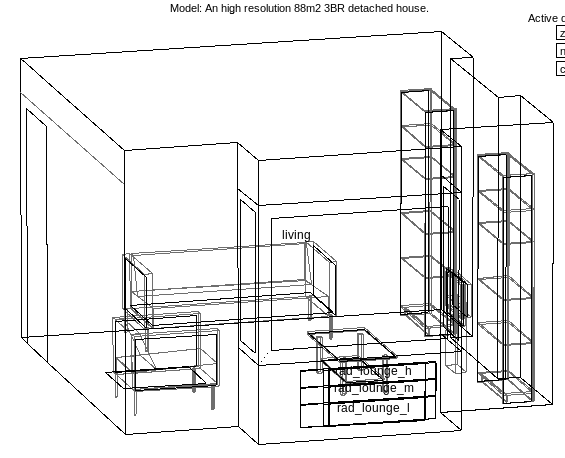 Model: An high resolution 88m2 3BR detached house.
Active
living
rad_lounge_h
rad_lounge_m
rad_lounge_l